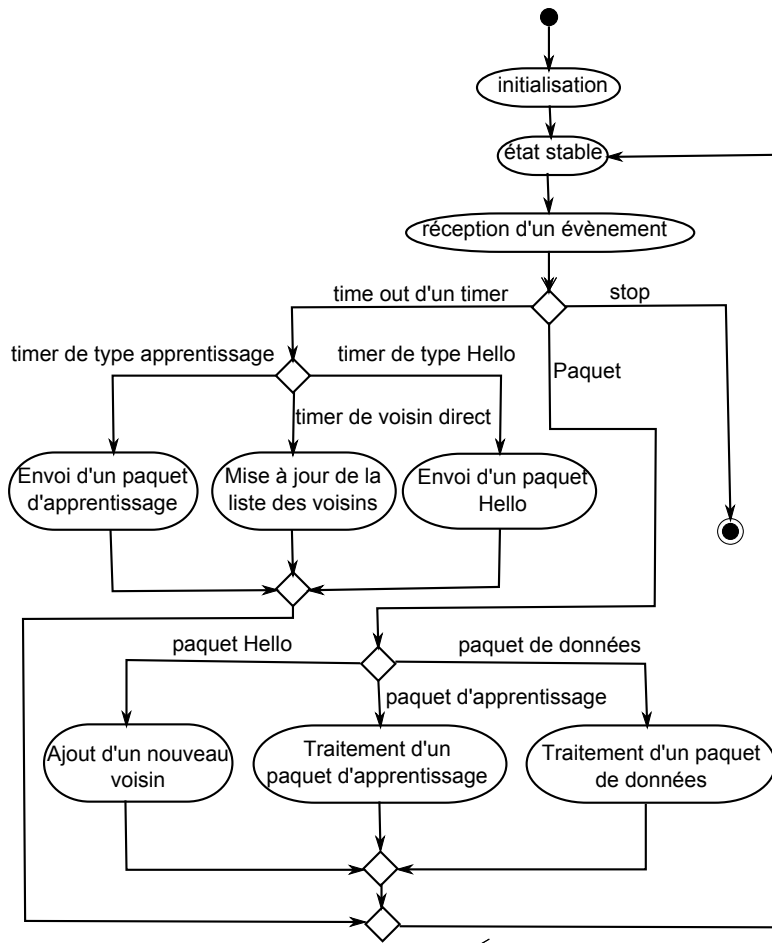 initialisation
état stable
réception d'un évènement
time out d'un timer
stop
timer de type apprentissage
timer de type Hello
Paquet
timer de voisin direct
Envoi d'un paquet
d'apprentissage
Mise à jour de la
liste des voisins
Envoi d'un paquet
Hello
paquet Hello
paquet de données
paquet d'apprentissage
Ajout d'un nouveau
voisin
Traitement d'un
paquet d'apprentissage
Traitement d'un paquet
de données